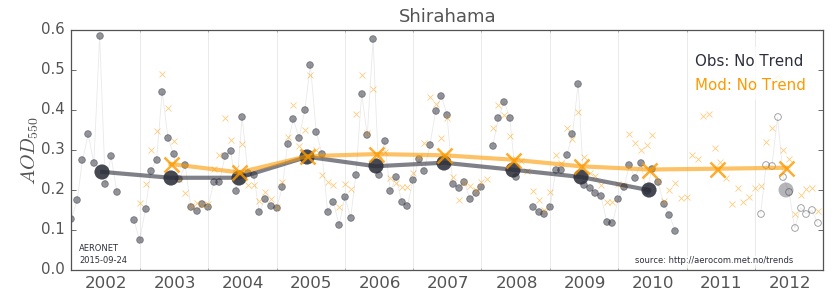 Shirahama
0.6
0.5
0.4
0.3
0.2
0.1
0.0
AOD550
Obs: No Trend
Mod: No Trend
AERONET
2015-09-24
source: http://aerocom.met.no/trends
2002 2003 2004 2005 2006 2007 2008 2009 2010 2011 2012